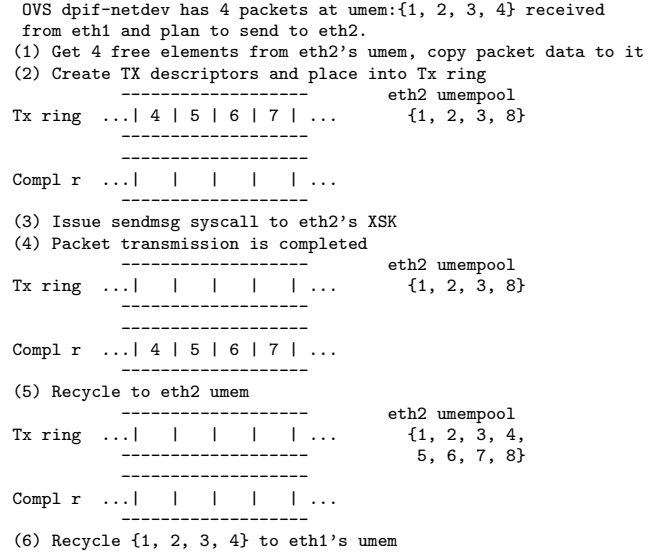 OVS dpif-netdev has 4 packets at umem:{1, 2, 3, 4} received
from eth1 and plan to send to eth2.
(1) Get 4 free elements from eth2's umem, copy packet data to it
(2) Create TX descriptors and place into Tx ring
------------------- eth2 umempool
Tx ring ...| 4 | 5 | 6 | 7 | ... {1, 2, 3, 8}
-------------------
-------------------
Compl r ...| | | | | ...
-------------------
(3) Issue sendmsg syscall to eth2's XSK
(4) Packet transmission is completed
------------------- eth2 umempool
Tx ring ...| | | | | ... {1, 2, 3, 8}
-------------------
-------------------
Compl r ...| 4 | 5 | 6 | 7 | ...
-------------------
(5) Recycle to eth2 umem
------------------- eth2 umempool
Tx ring ...| | | | | ... {1, 2, 3, 4,
------------------- 5, 6, 7, 8}
-------------------
Compl r ...| | | | | ...
-------------------
(6) Recycle {1, 2, 3, 4} to eth1's umem